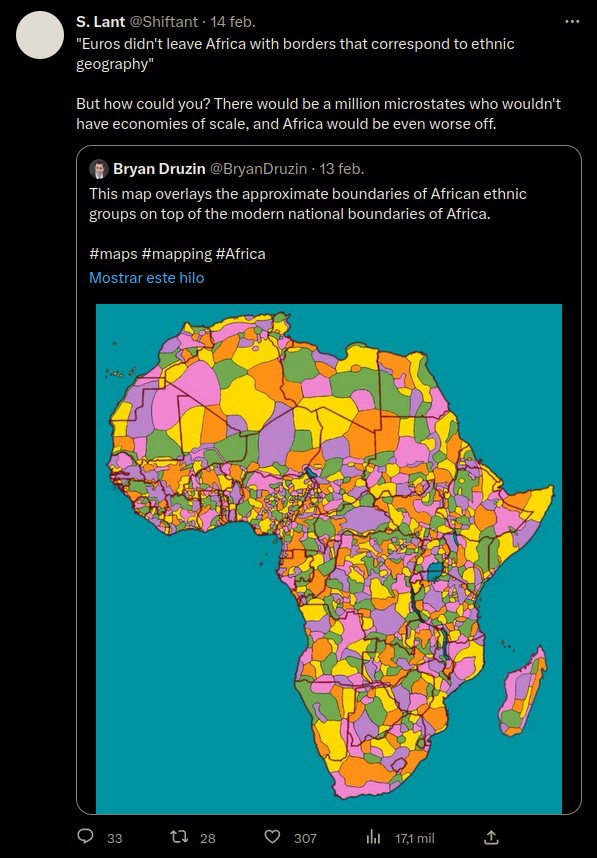 S. Lant @Shiftant · 14 feb.
"Euros didn't leave Africa with borders that correspond to ethnic
geography"
But how could you? There would be a million microstates who wouldn't
have economies of scale, and Africa would be even worse off.
Bryan Druzin @BryanDruzin · 13 feb.
This map overlays the approximate boundaries of African ethnic
groups on top of the modern national boundaries of Africa.
#maps #mapping #Africa
Mostrar este hilo
33 28 307 17,1 mil